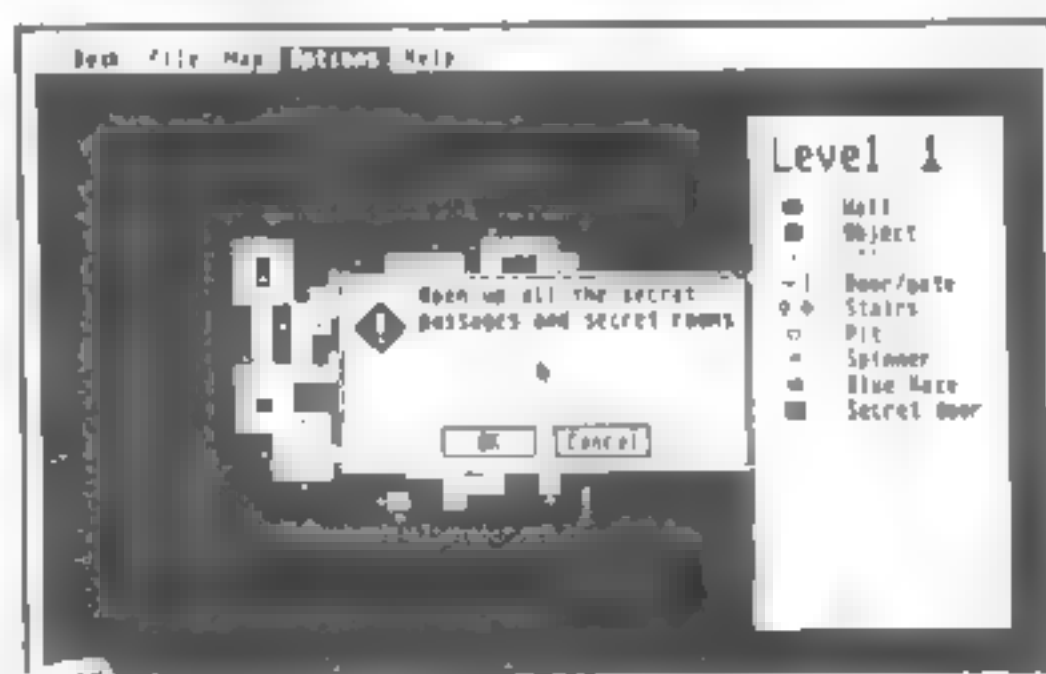 Desk File Map Options Help
Level 1
Wall
Object
Door/gate
Stairs
Pit
Spinner
Blue Haze
Secret door
Open up all the secret
passages and secret rooms
OK Cancel